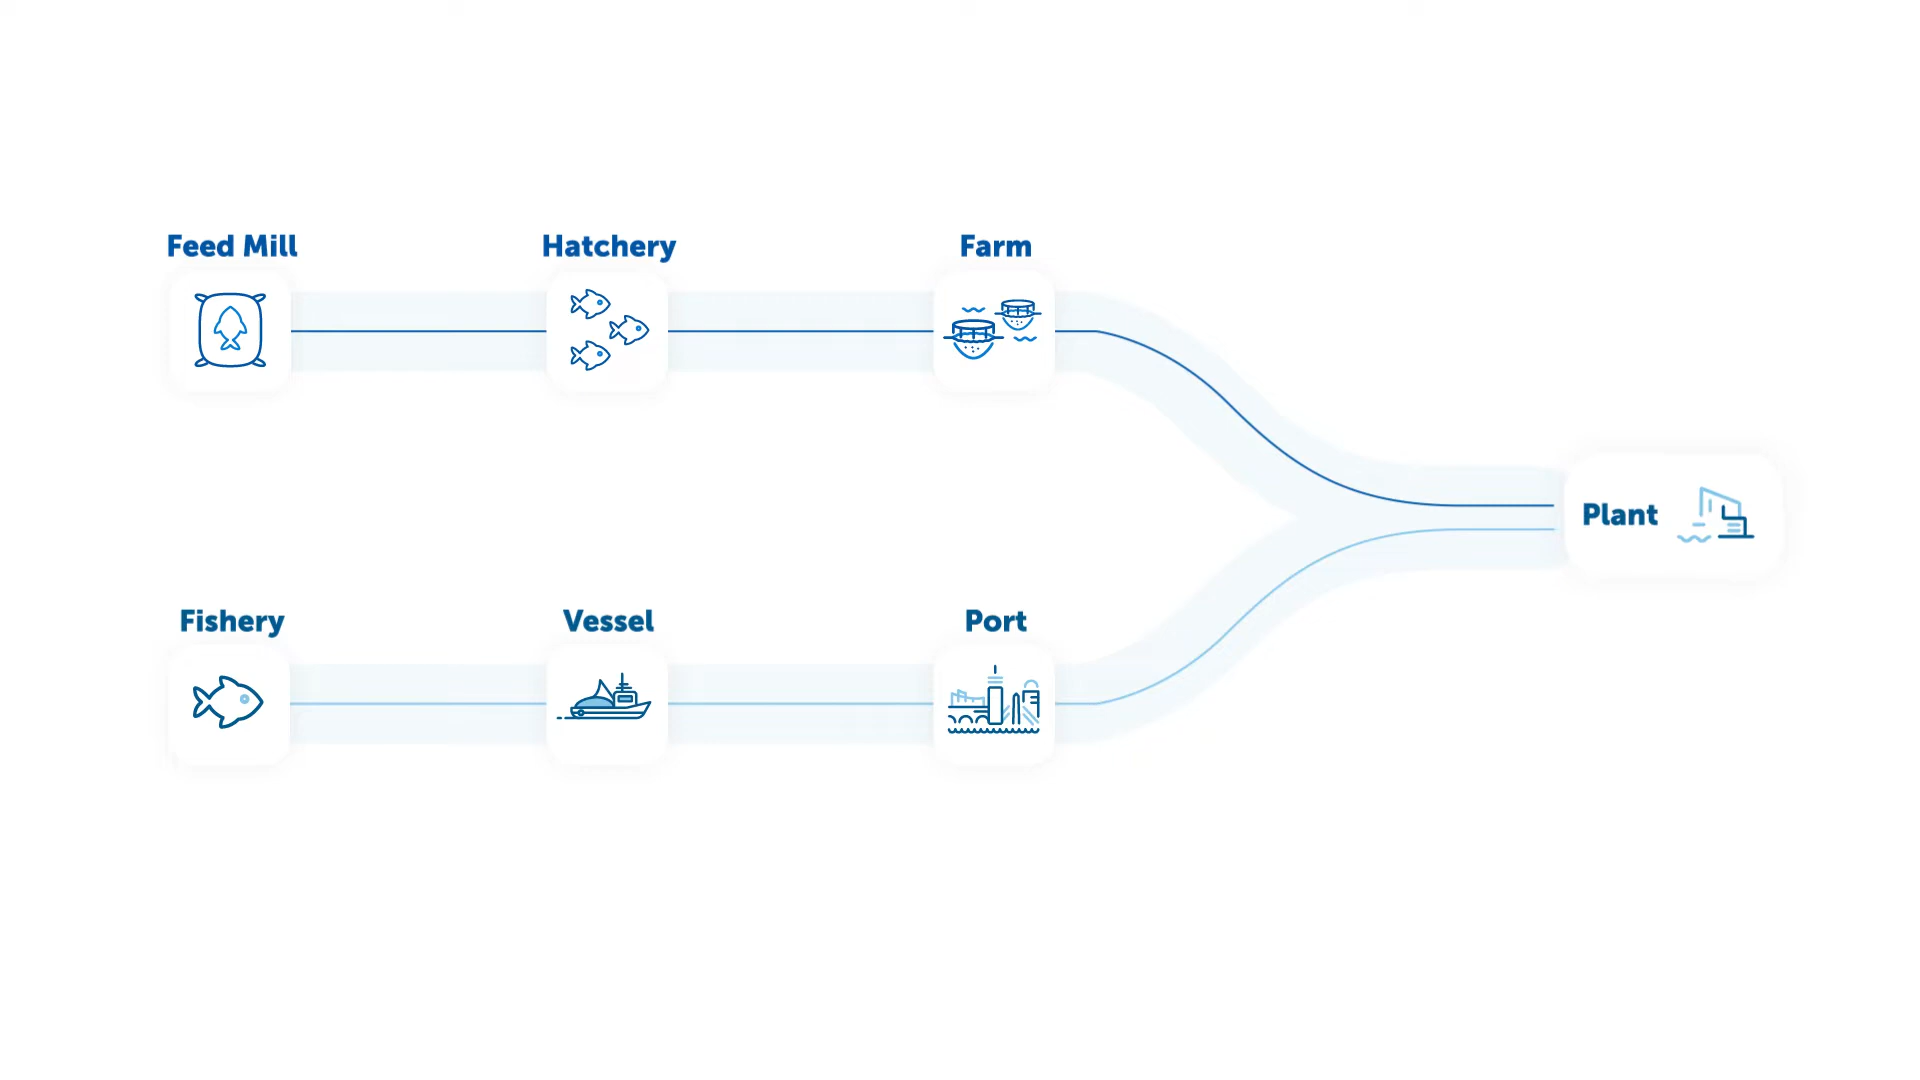 Feed Mill
Hatchery
Farm
Plant
Fishery
Vessel
Port